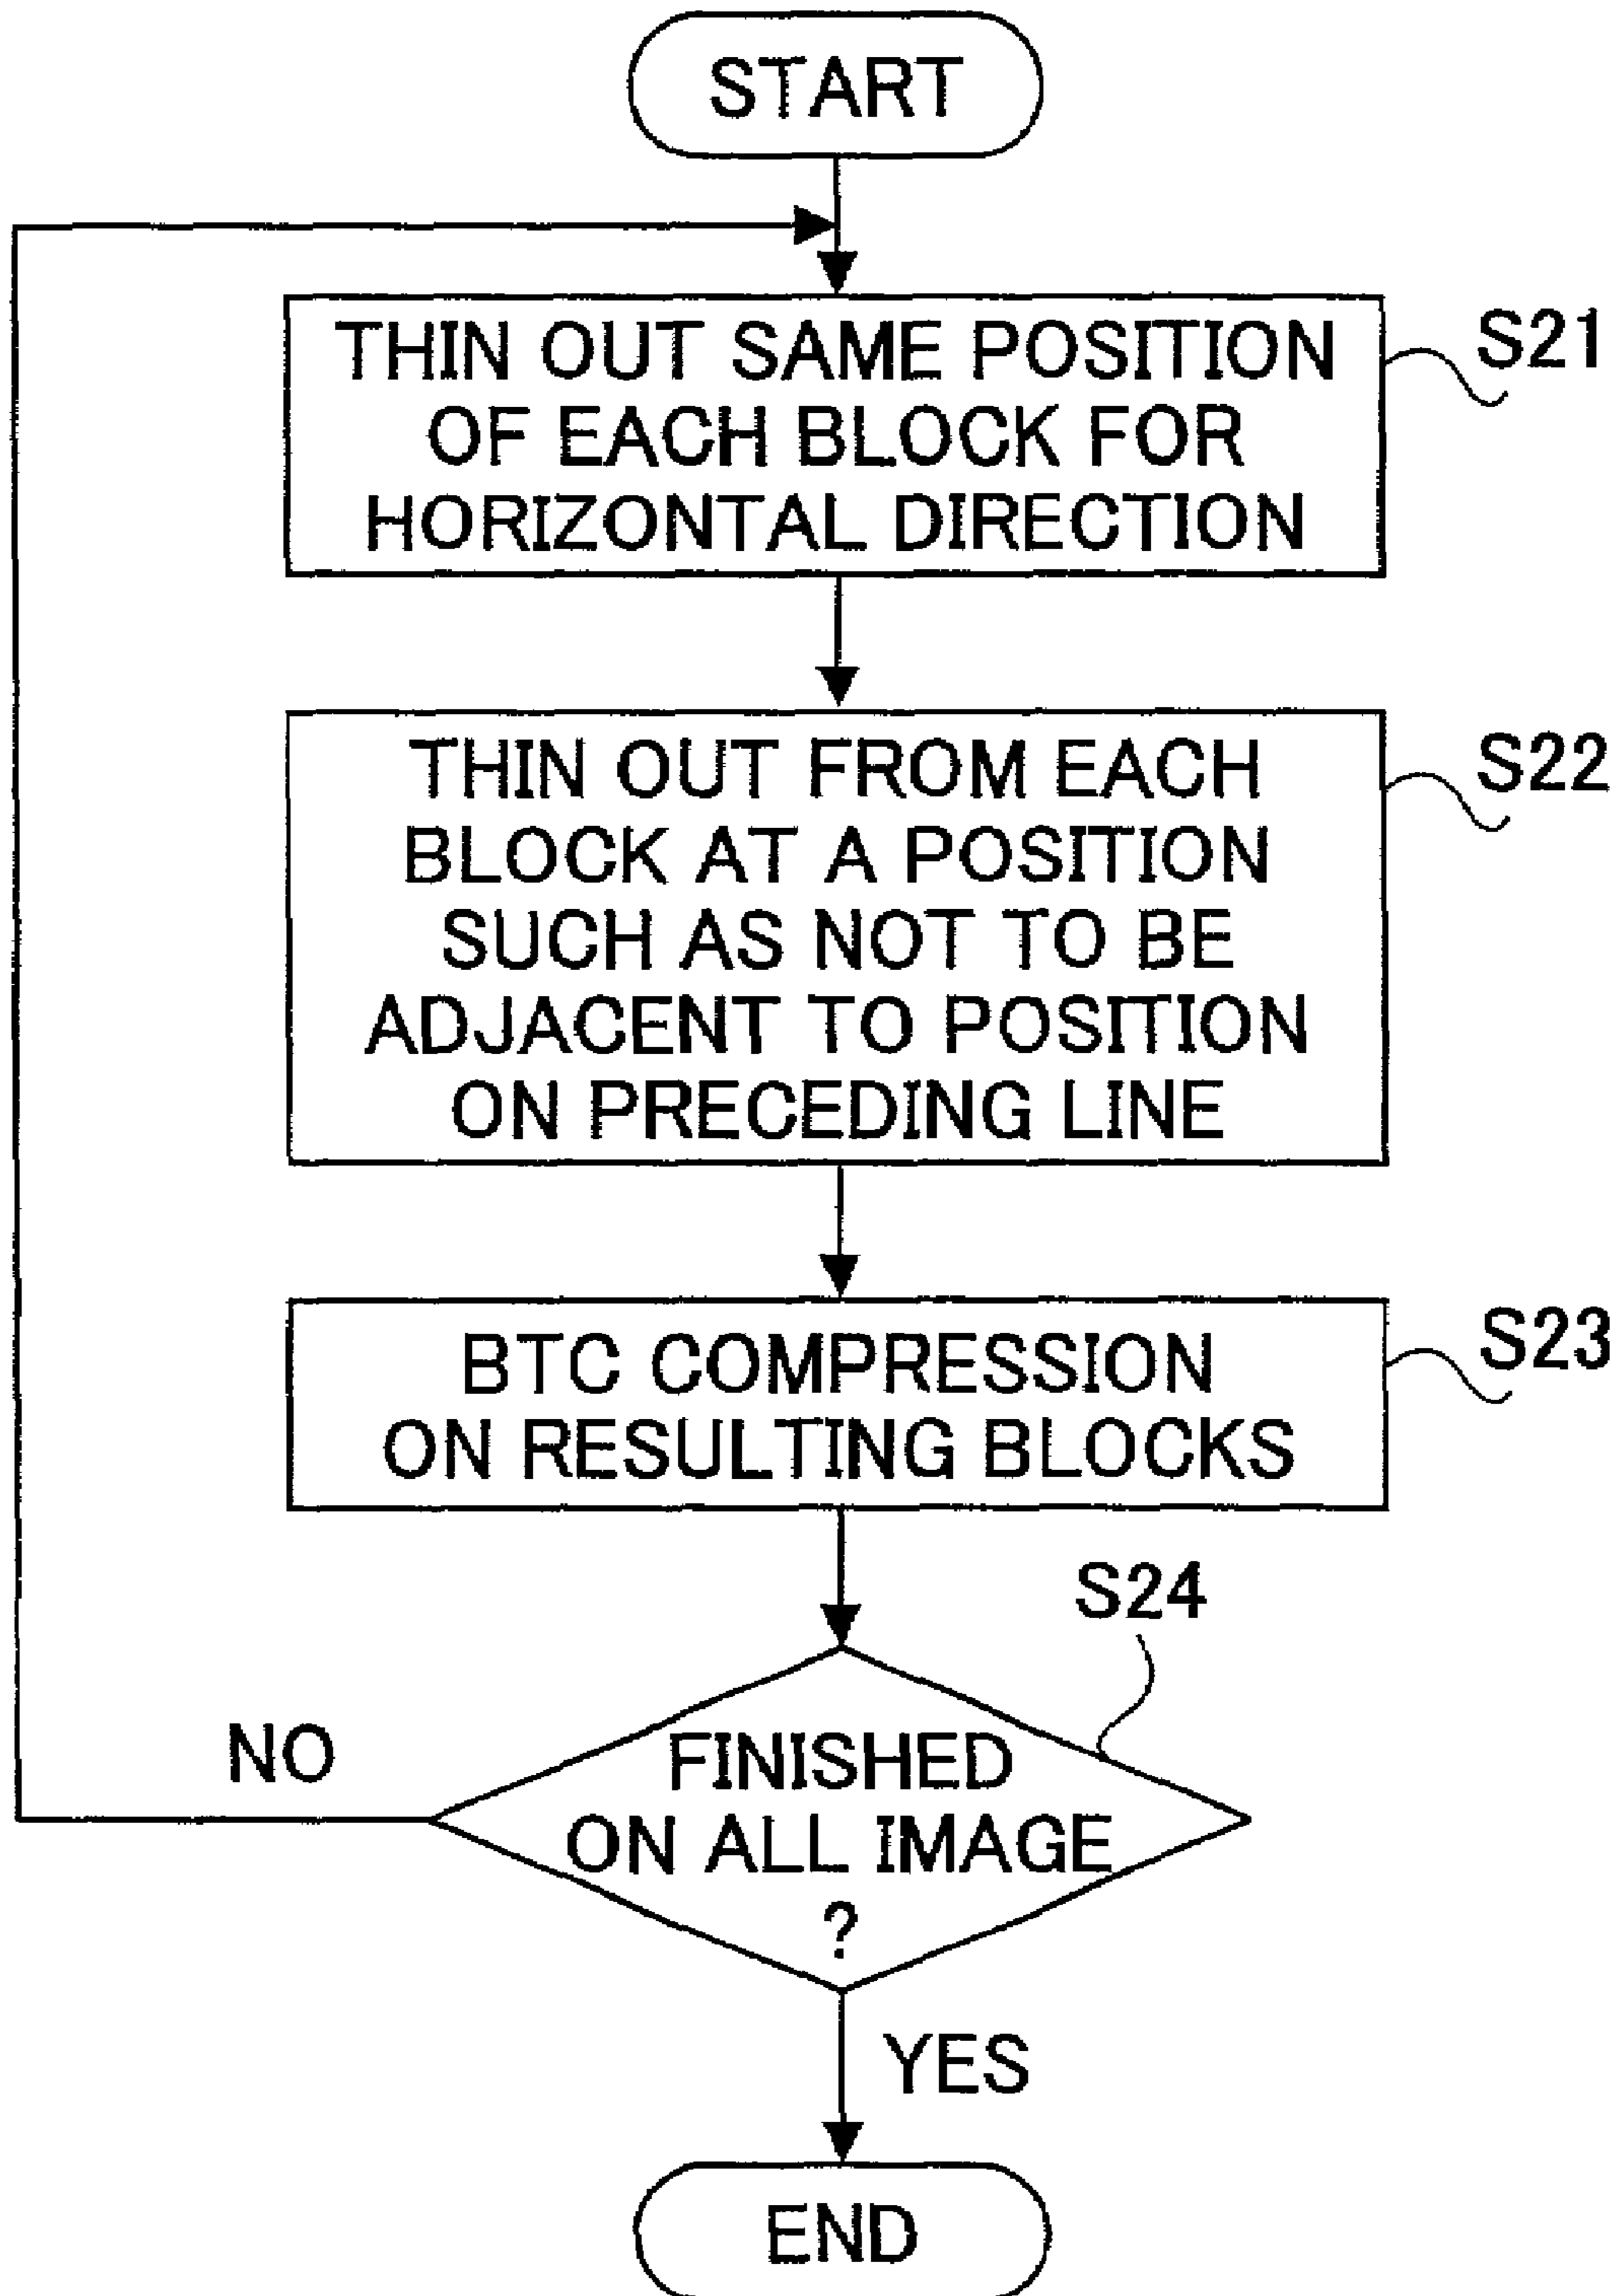 START
THIN OUT SAME POSITION
OF EACH BLOCK FOR
HORIZONTAL DIRECTION
S21
THIN OUT FROM EACH
BLOCK AT A POSITION
SUCH AS NOT TO BE
ADJACENT TO POSITION
ON PRECEDING LINE
S22
BTC COMPRESSION
ON RESULTING BLOCKS
S23
S24
FINISHED
ON ALL IMAGE
?
NO
YES
END